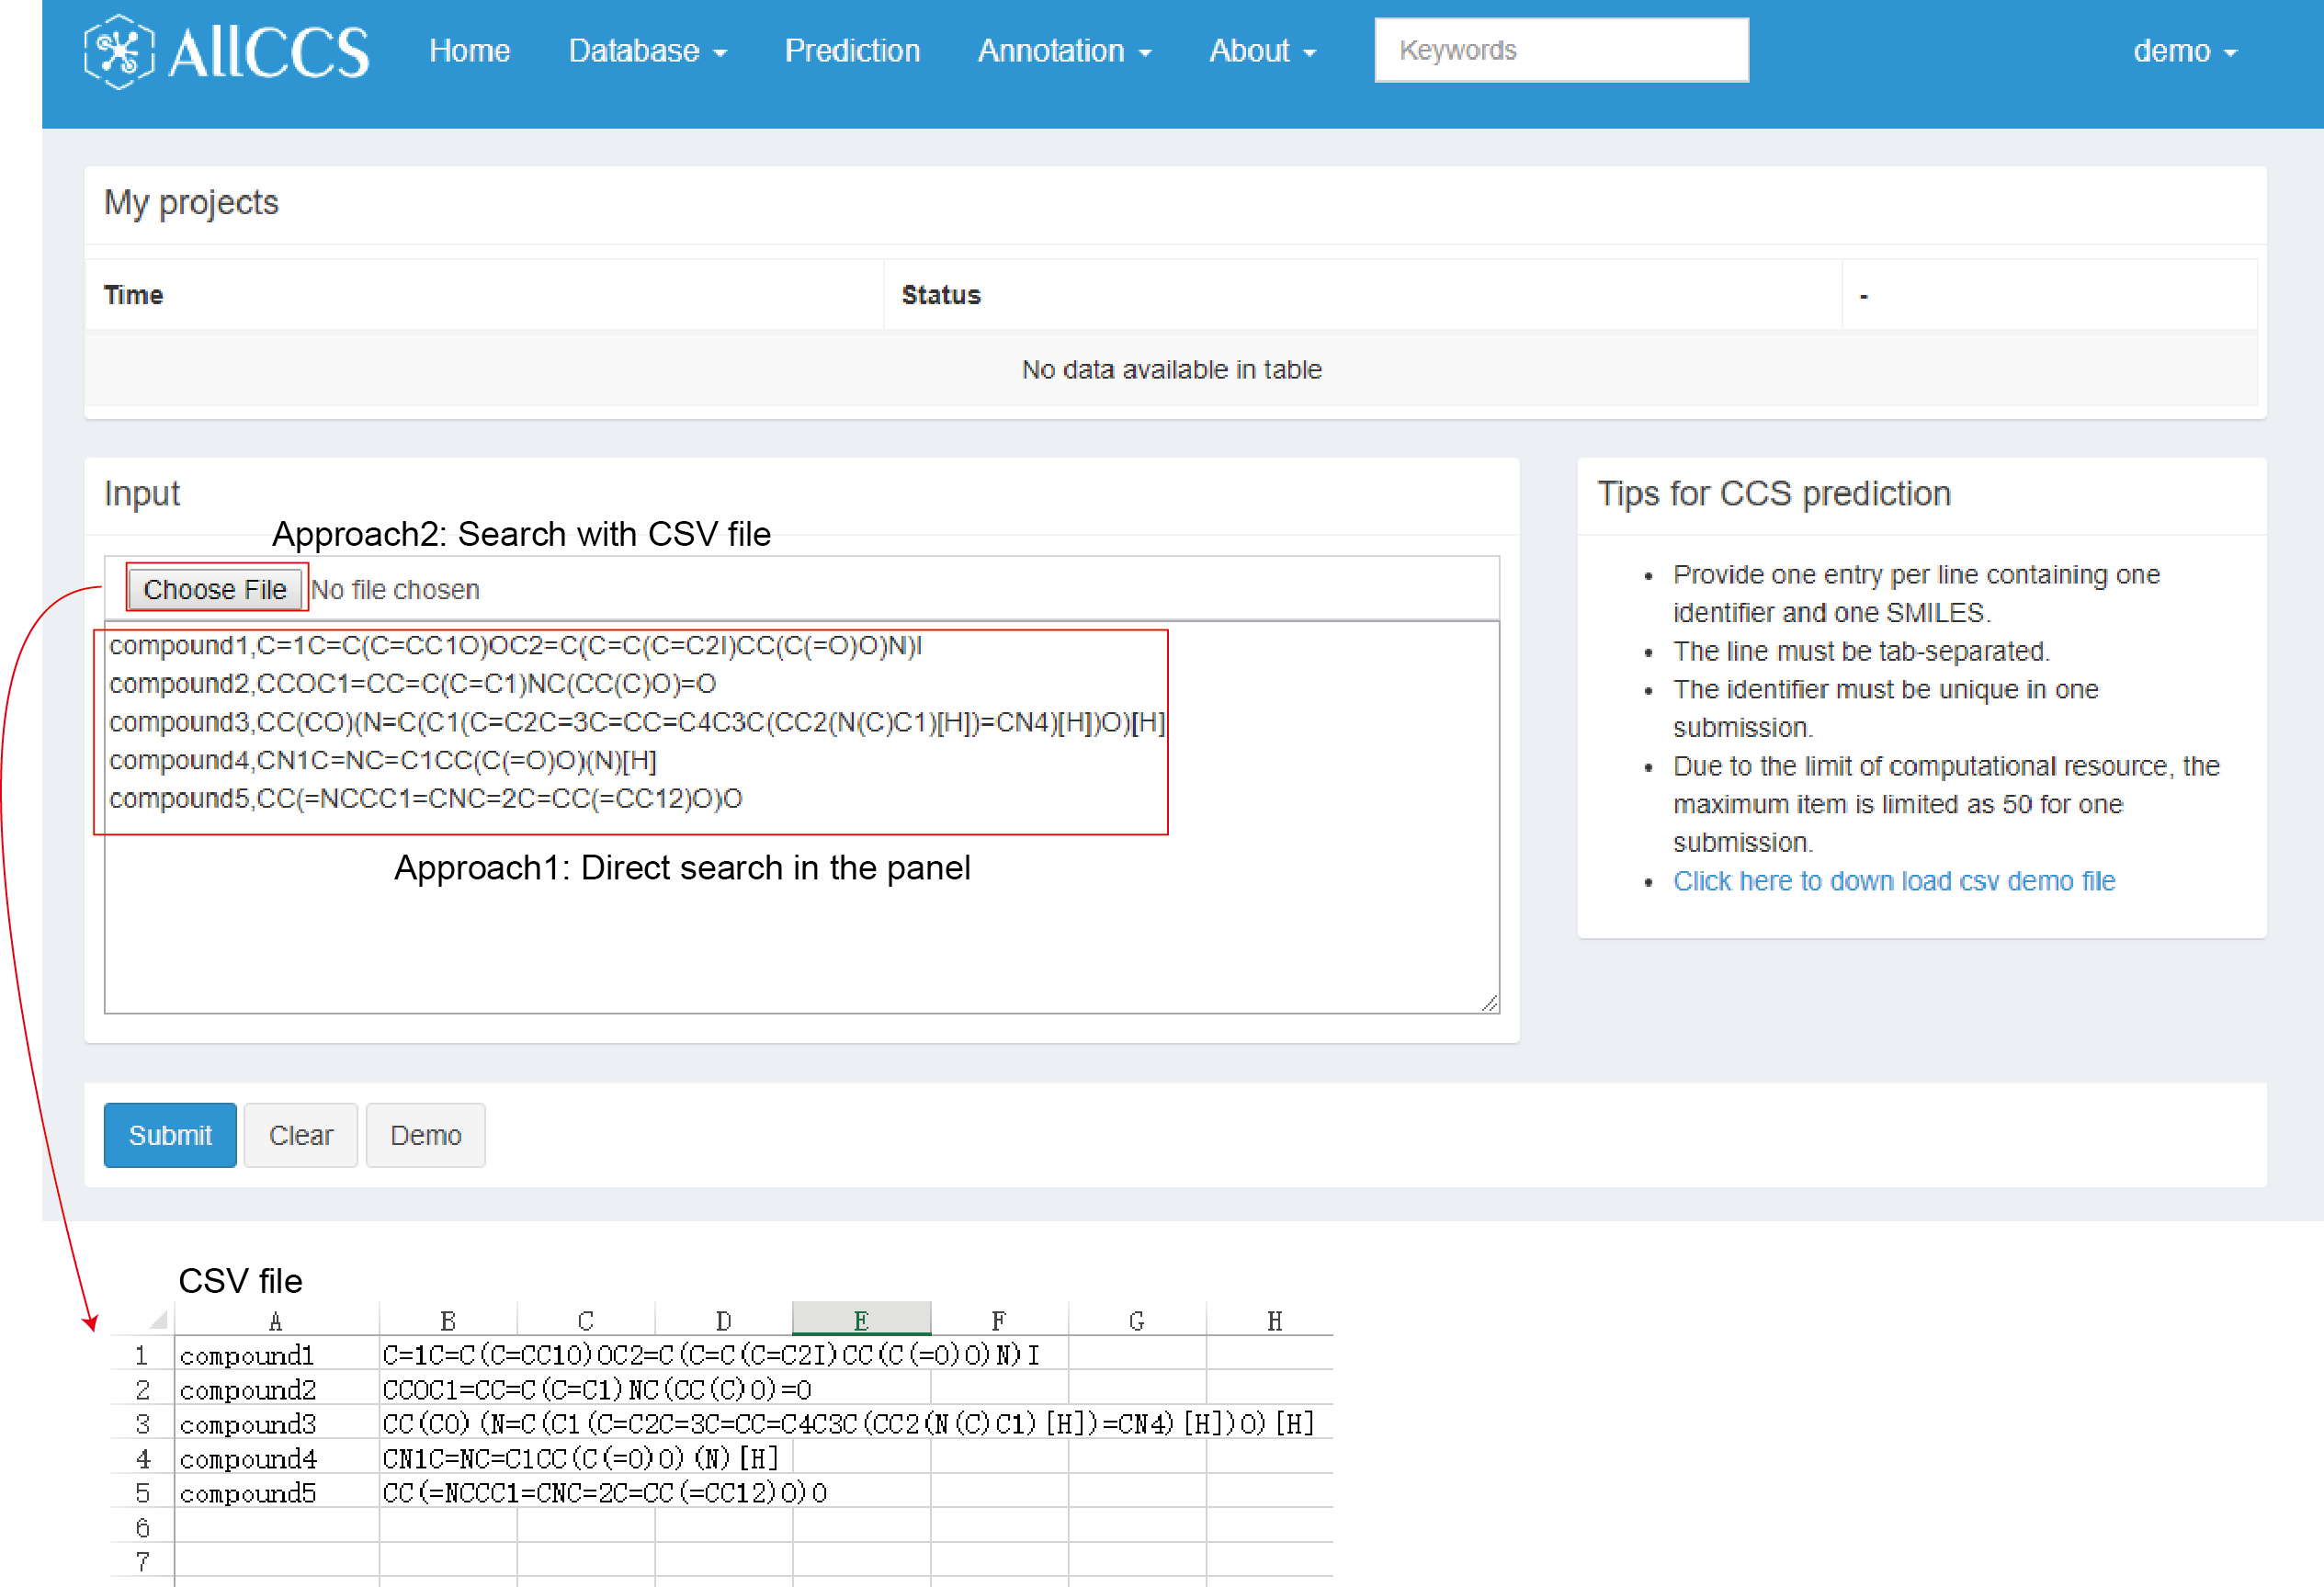 AllCCS Home Database Prediction Annotation About Keywords demo
My projects
Time Status -
No data available in table
Input
Approach2: Search with CSV file
Choose File No file chosen
compound1,C=1C=C(C=CC1O)OC2=C(C=C(C=C2I)CC(C(=O)O)N)I
compound2,CCOC1=CC=C(C=C1)NC(CC(C)O)=O
compound3,CC(CO)(N=C(C1(C=C2C=3C=CC=C4C3C(CC2(N(C)C1)[H])=CN4)[H])O)[H]
compound4,CN1C=NC=C1CC(C(=O)O)(N)[H]
compound5,CC(=NCCC1=CNC=2C=CC(=CC12)O)O
Approach1: Direct search in the panel
Tips for CCS prediction
• Provide one entry per line containing one
identifier and one SMILES.
• The line must be tab-separated.
• The identifier must be unique in one
submission.
• Due to the limit of computational resource, the
maximum item is limited as 50 for one
submission.
• Click here to down load csv demo file
Submit Clear Demo
CSV file
A B C D E F G H
1 compound1 C=1C=C(C=CC1O)OC2=C(C=C(C=C2I)CC(C(=O)O)N)I
2 compound2 CCOC1=CC=C(C=C1)NC(CC(C)O)=O
3 compound3 CC(CO)(N=C(C1(C=C2C=3C=CC=C4C3C(CC2(N(C)C1)[H])=CN4)[H])O)[H]
4 compound4 CN1C=NC=C1CC(C(=O)O)(N)[H]
5 compound5 CC(=NCCC1=CNC=2C=CC(=CC12)O)O
6
7